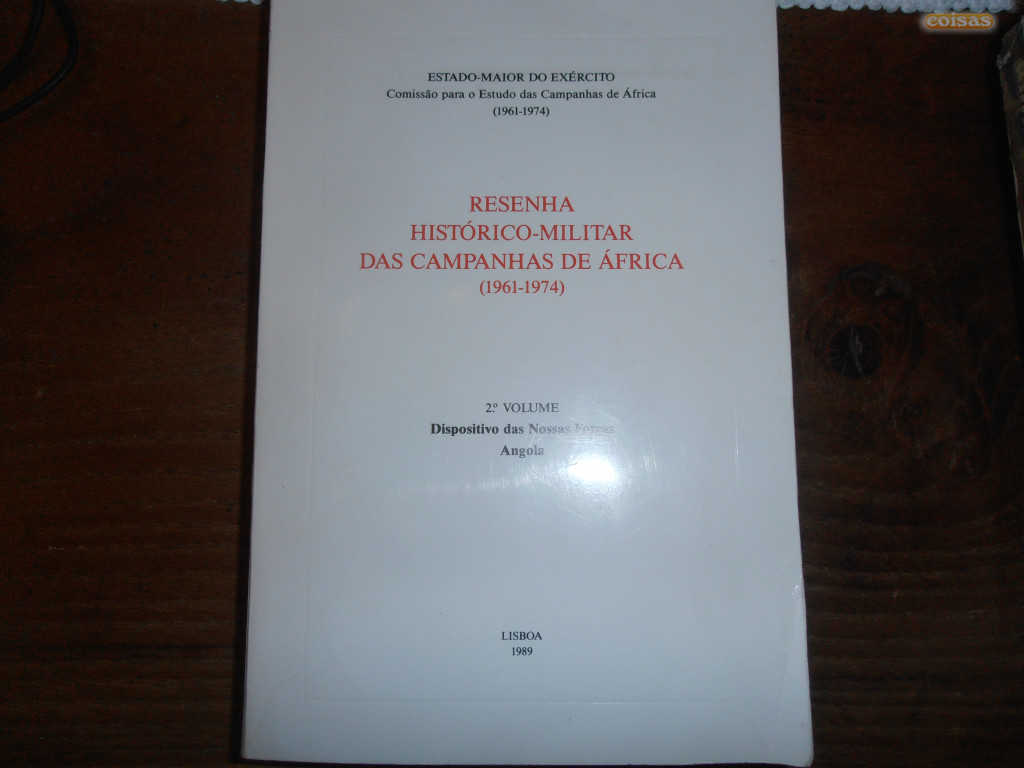 coisas
ESTADO-MAIOR DO EXÉRCITO
Comissão para o Estudo das Campanhas de África
(1961-1974)
RESENHA
HISTÓRICO-MILITAR
DAS CAMPANHAS DE ÁFRICA
(1961-1974)
2.º VOLUME
Dispositivo das Nossas Forças
Angola
LISBOA
1989